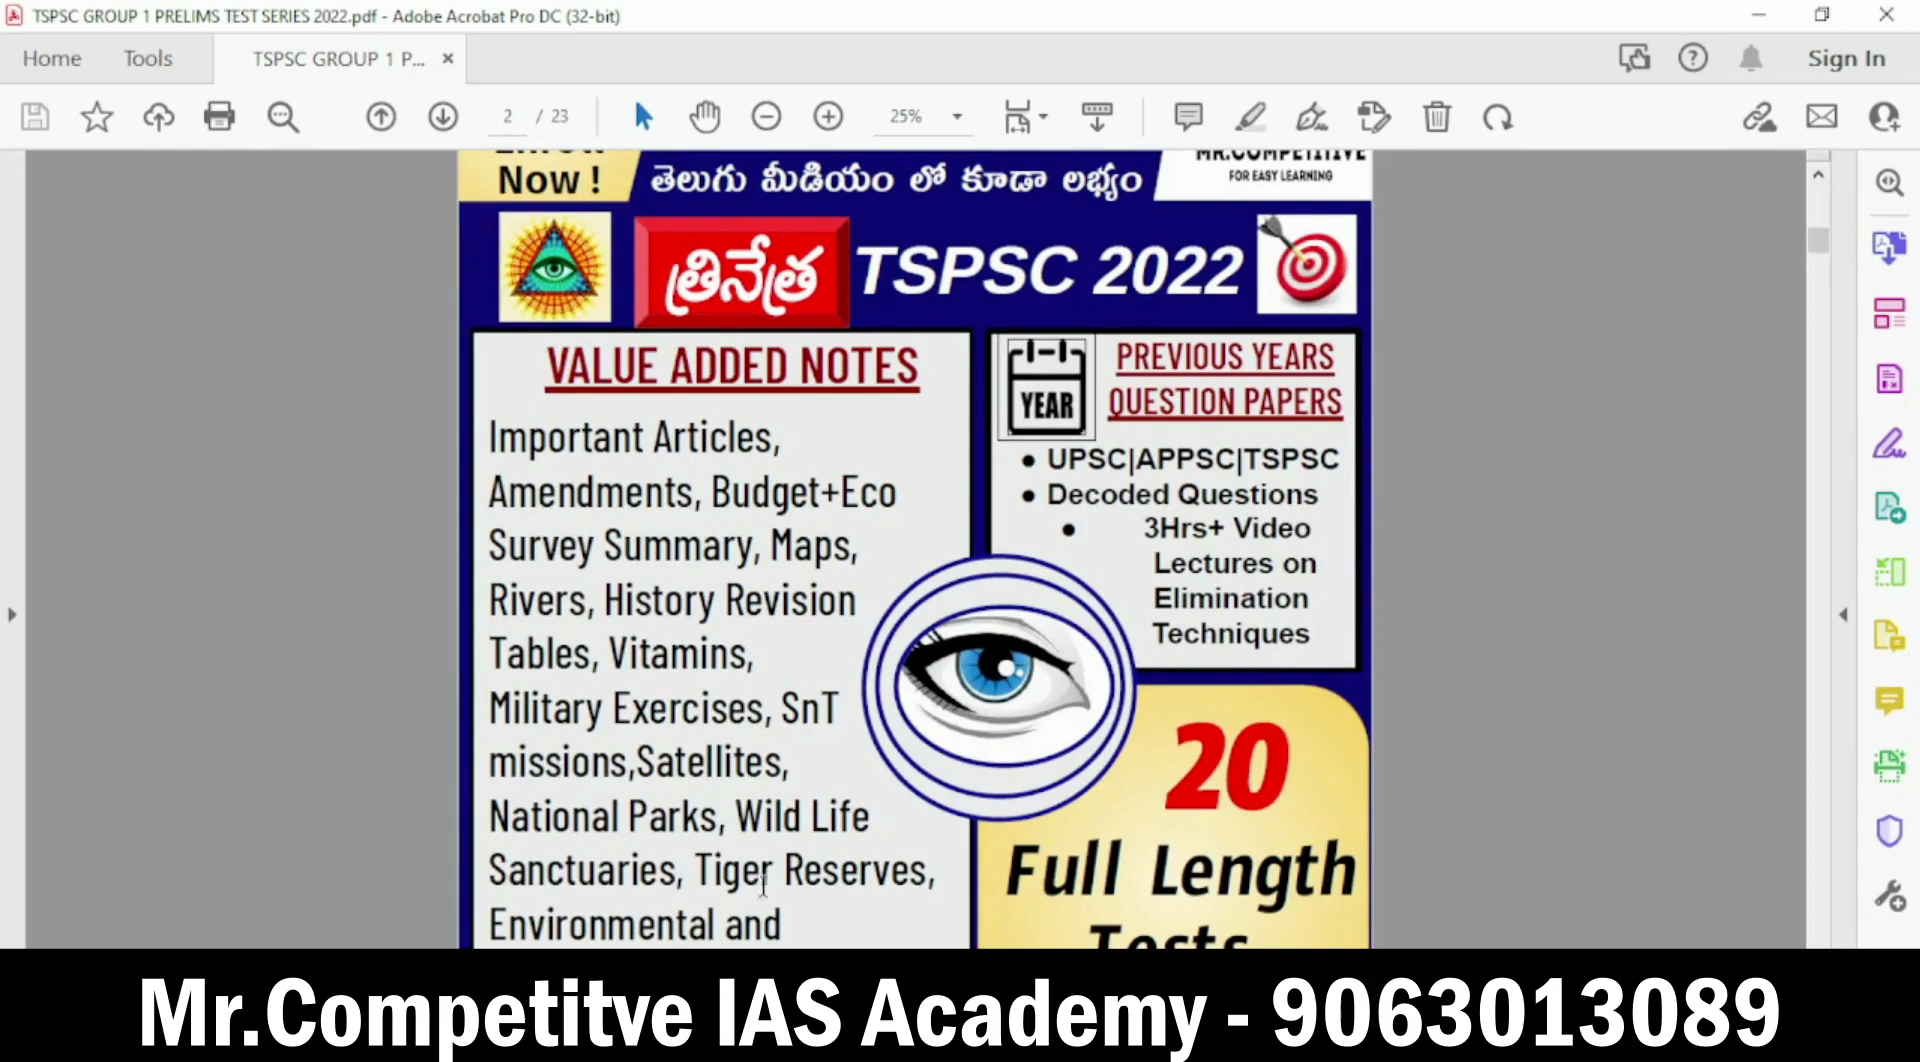 TSPSC GROUP 1 PRELIMS TEST SERIES 2022.pdf - Adobe Acrobat Pro DC (32-bit)
Home Tools TSPSC GROUP 1 P... × Sign In
2 / 23 25%
Now !
తెలుగు మీడియం లో కూడా లభ్యం
MR.COMPETITIVE
FOR EASY LEARNING
త్రినేత్ర TSPSC 2022
VALUE ADDED NOTES
Important Articles,
Amendments, Budget+Eco
Survey Summary, Maps,
Rivers, History Revision
Tables, Vitamins,
Military Exercises, SnT
missions,Satellites,
National Parks, Wild Life
Sanctuaries, Tiger Reserves,
Environmental and
YEAR
PREVIOUS YEARS
QUESTION PAPERS
• UPSC|APPSC|TSPSC
• Decoded Questions
• 3Hrs+ Video
Lectures on
Elimination
Techniques
20
Full Length
Tests
Mr.Competitve IAS Academy - 9063013089